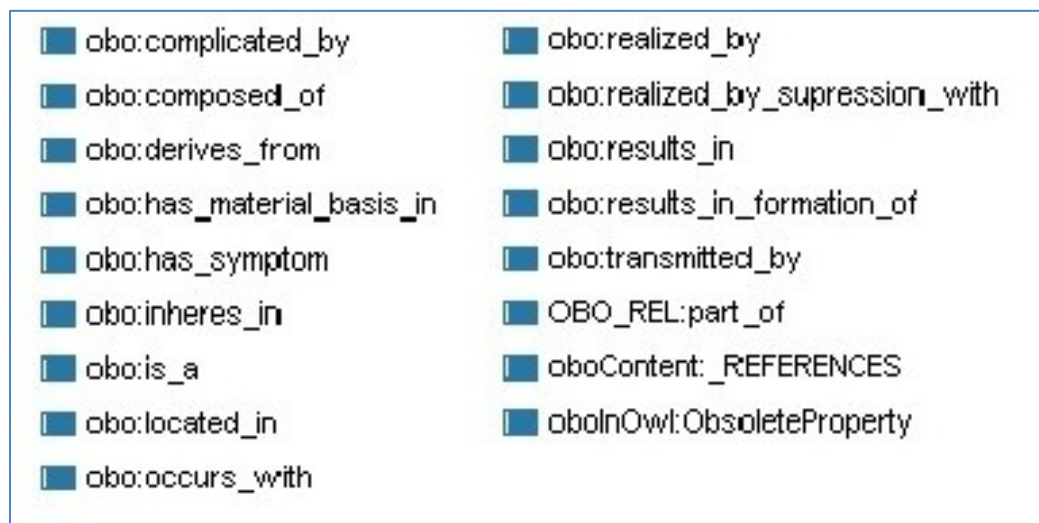 obo:complicated_by
obo:composed_of
obo:derives_from
obo:has_material_basis_in
obo:has_symptom
obo:inheres_in
obo:is_a
obo:located_in
obo:occurs_with
obo:realized_by
obo:realized_by_supression_with
obo:results_in
obo:results_in_formation_of
obo:transmitted_by
OBO_REL:part_of
oboContent:_REFERENCES
oboInOwl:ObsoleteProperty